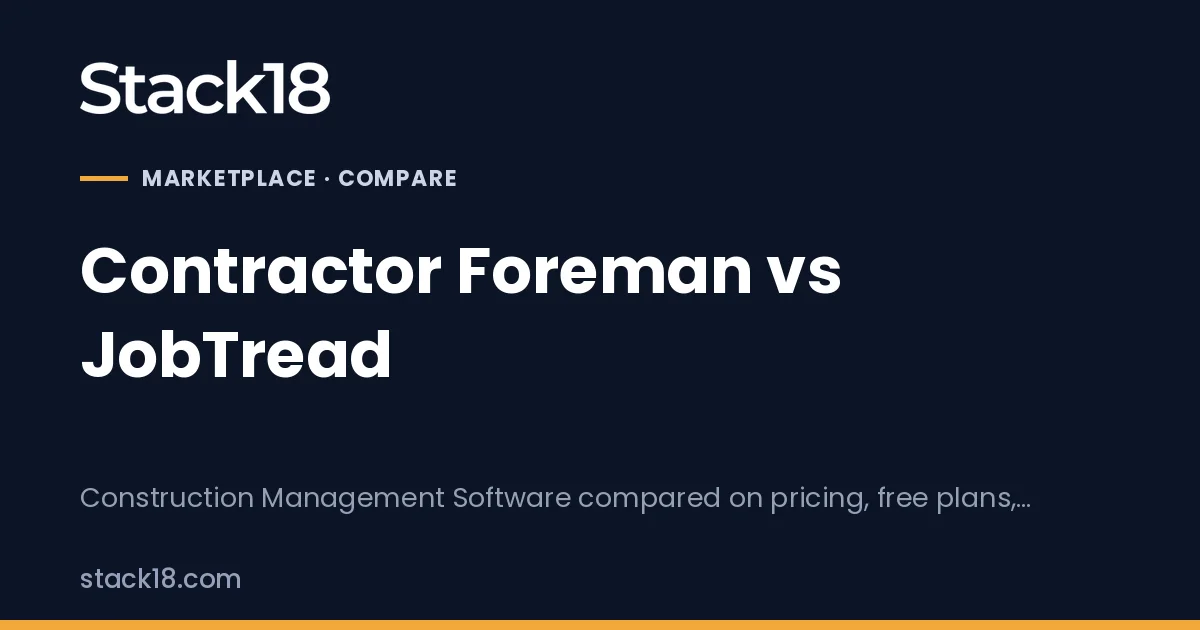 Stack18
MARKETPLACE · COMPARE
Contractor Foreman vs
JobTread
Construction Management Software compared on pricing, free plans,...
stack18.com